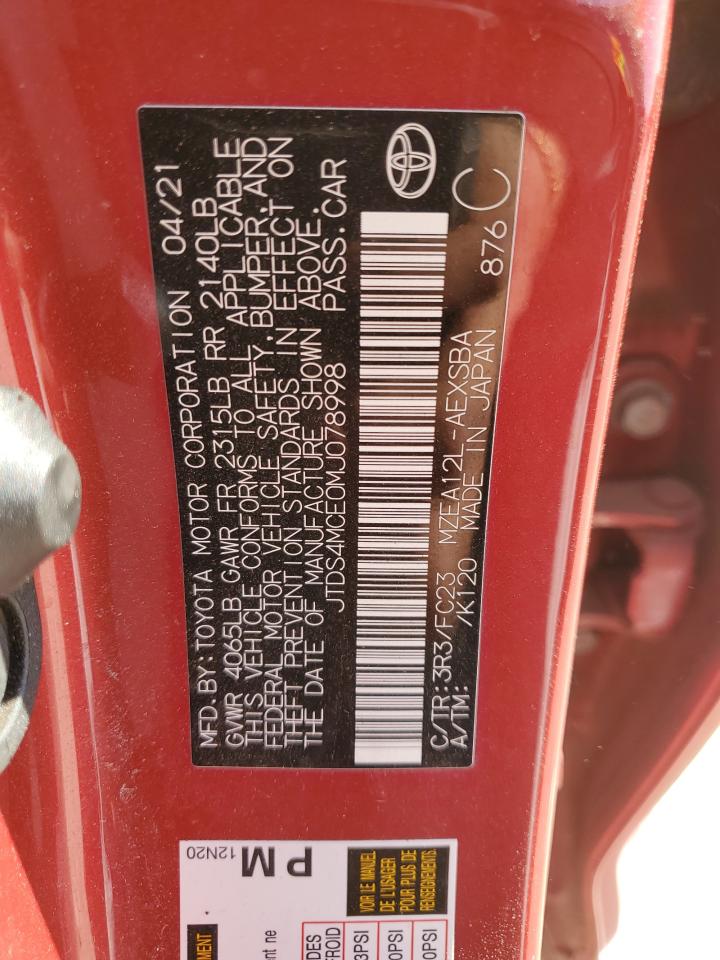 MFD.BY:TOYOTA MOTOR CORPORATION 04/21
GVWR 4065LB GAWR FR 2315LB RR 2140LB
THIS VEHICLE CONFORMS TO ALL APPLICABLE
FEDERAL MOTOR VEHICLE SAFETY,BUMPER,AND
THEFT PREVENTION STANDARDS IN EFFECT ON
THE DATE OF MANUFACTURE SHOWN ABOVE.
JTDS4MCE0MJ078998 PASS.CAR
C/TR:3R3/FC23 MZEA12L-AEXSBA
A/TM: /K120 MADE IN JAPAN 876 C
PM
12N20
VOIR LE MANUEL
DE L'USAGER
POUR PLUS DE
RENSEIGNEMENTS.